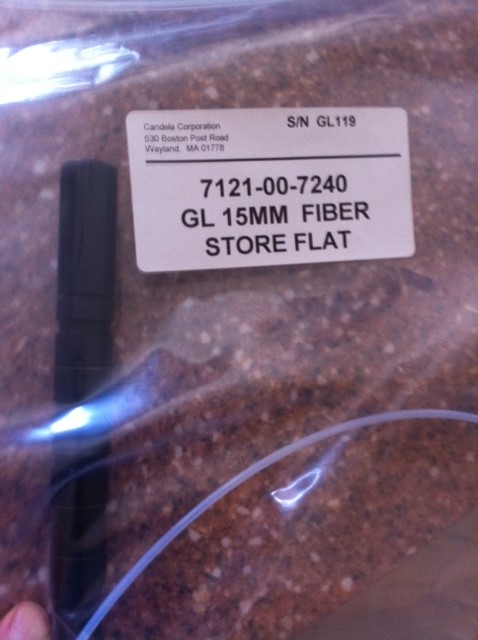 Candela Corporation
530 Boston Post Road
Wayland, MA 01778
S/N GL119
7121-00-7240
GL 15MM FIBER
STORE FLAT